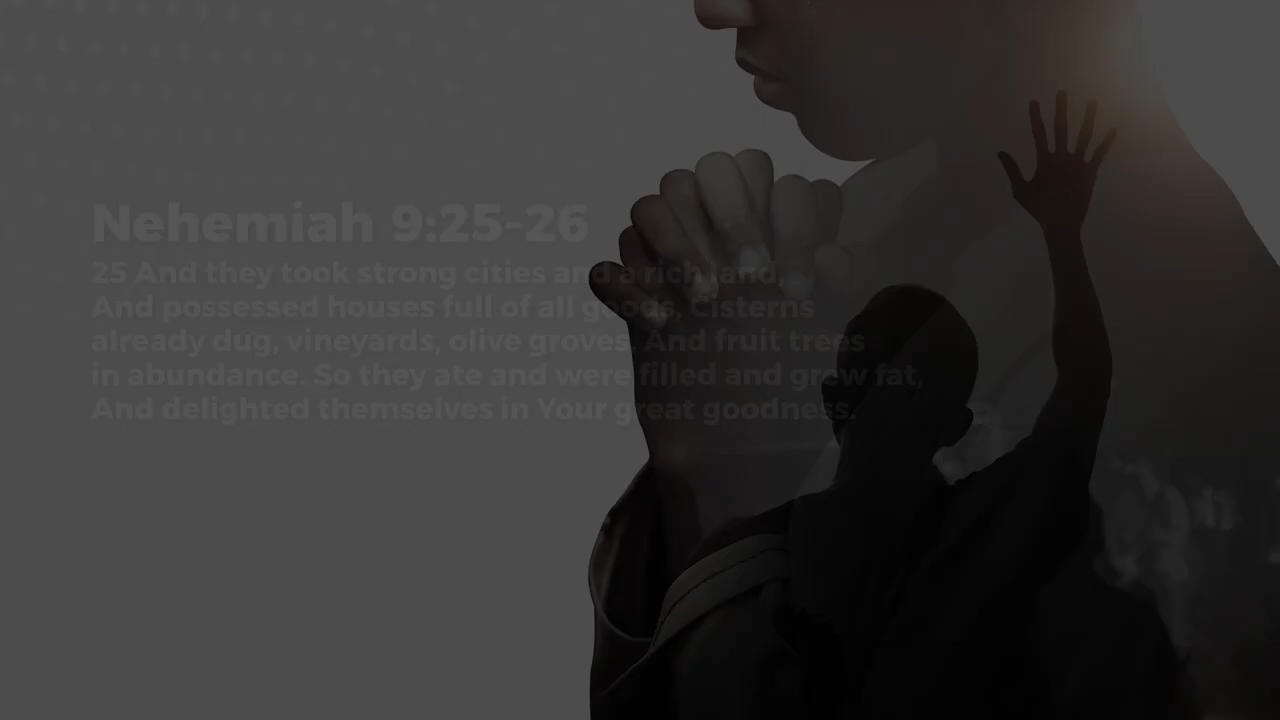 Nehemiah 9:25-26
25 And they took strong cities and a rich land,
And possessed houses full of all goods, cisterns
already dug, vineyards, olive groves, And fruit trees
in abundance. So they ate and were filled and grew fat,
And delighted themselves in Your great goodness.